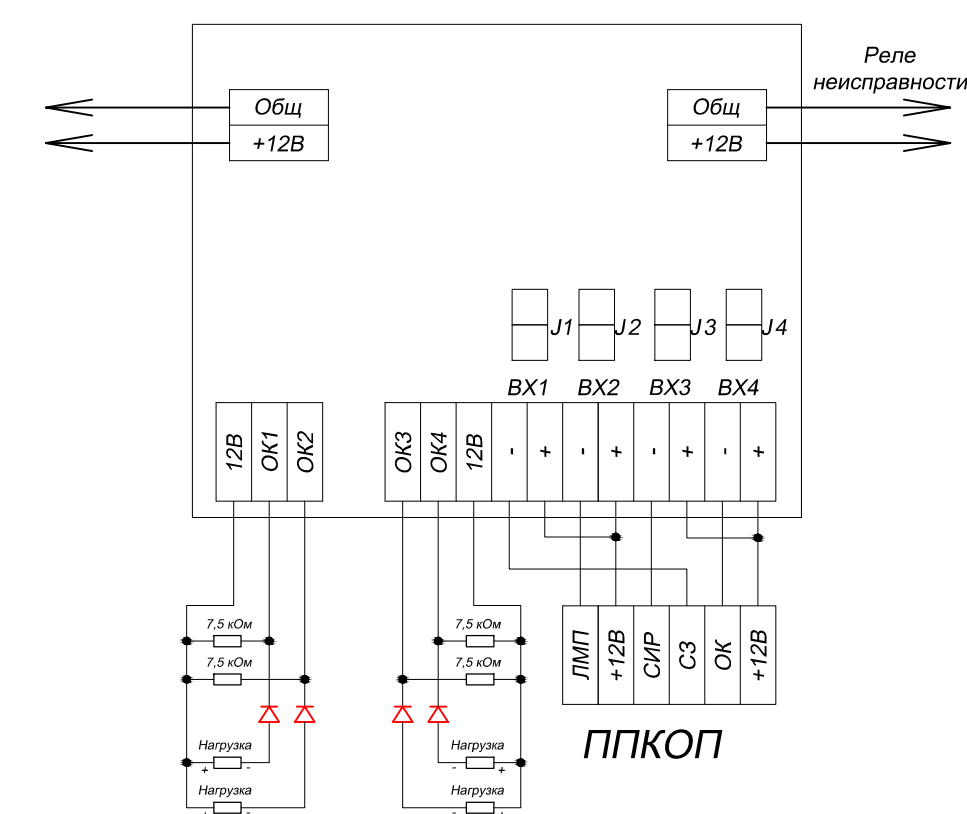 Реле
неисправности
Общ
+12В
Общ
+12В
J1 J2 J3 J4
ВХ1 ВХ2 ВХ3 ВХ4
12В ОК1 ОК2
ОК3 ОК4 12В - + - + - + - +
ЛМП +12В СИР СЗ ОК +12В
7,5 кОм 7,5 кОм
7,5 кОм 7,5 кОм
ППКОП
Нагрузка Нагрузка
+ - - +
Нагрузка Нагрузка
+ - - +